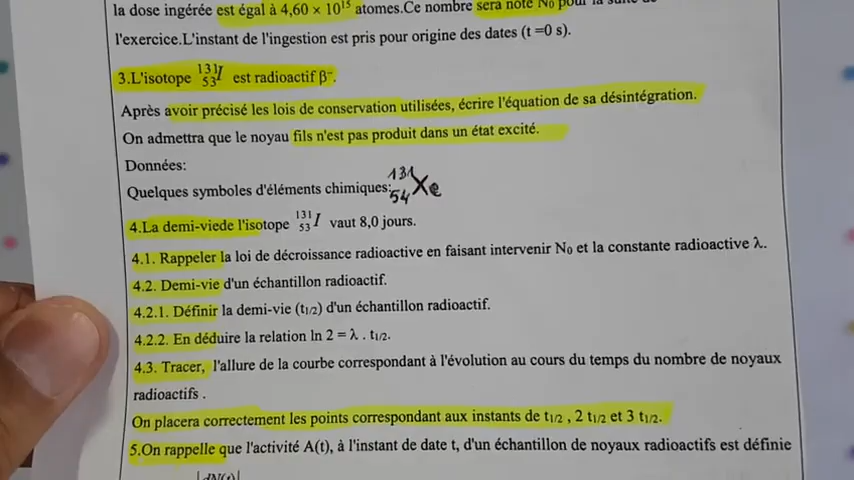 la dose ingérée est égal à 4,60 × 10¹⁵ atomes.Ce nombre sera noté N₀ pour la suite de
l'exercice.L'instant de l'ingestion est pris pour origine des dates (t =0 s).
3.L'isotope ¹³¹₅₃I est radioactif β⁻.
Après avoir précisé les lois de conservation utilisées, écrire l'équation de sa désintégration.
On admettra que le noyau fils n'est pas produit dans un état excité.
Données:
Quelques symboles d'éléments chimiques: ¹³¹₅₄Xe
4.La demi-viede l'isotope ¹³¹₅₃I vaut 8,0 jours.
4.1. Rappeler la loi de décroissance radioactive en faisant intervenir N₀ et la constante radioactive λ.
4.2. Demi-vie d'un échantillon radioactif.
4.2.1. Définir la demi-vie (t₁/₂) d'un échantillon radioactif.
4.2.2. En déduire la relation ln 2 = λ . t₁/₂.
4.3. Tracer, l'allure de la courbe correspondant à l'évolution au cours du temps du nombre de noyaux
radioactifs .
On placera correctement les points correspondant aux instants de t₁/₂ , 2 t₁/₂ et 3 t₁/₂.
5.On rappelle que l'activité A(t), à l'instant de date t, d'un échantillon de noyaux radioactifs est définie
|dN(t)|